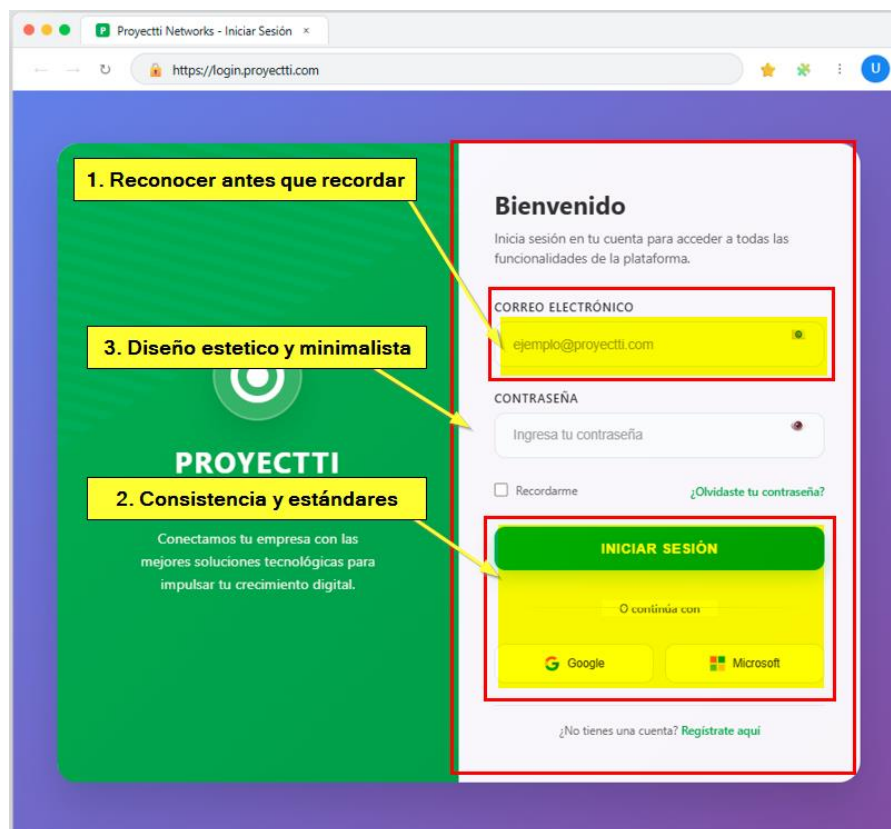 P Proyectti Networks - Iniciar Sesión ×
https://login.proyectti.com
U
1. Reconocer antes que recordar
3. Diseño estetico y minimalista
PROYECTTI
2. Consistencia y estándares
Conectamos tu empresa con las
mejores soluciones tecnológicas para
impulsar tu crecimiento digital.
Bienvenido
Inicia sesión en tu cuenta para acceder a todas las
funcionalidades de la plataforma.
CORREO ELECTRÓNICO
ejemplo@proyectti.com
CONTRASEÑA
Ingresa tu contraseña
Recordarme
¿Olvidaste tu contraseña?
INICIAR SESIÓN
O continúa con
Google
Microsoft
¿No tienes una cuenta? Regístrate aquí